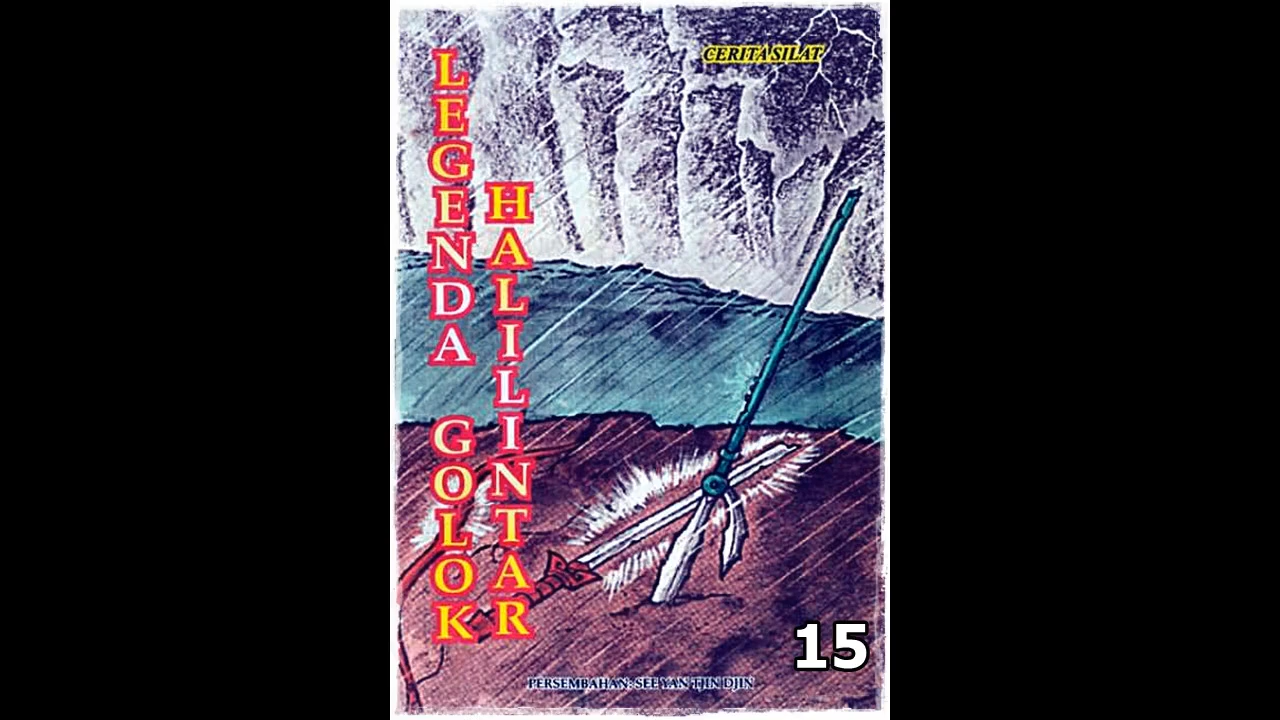 CERITA SILAT
LEGENDA GOLOK
HALILINTAR
15
PERSEMBAHAN: SEE YAN TJIN DJIN